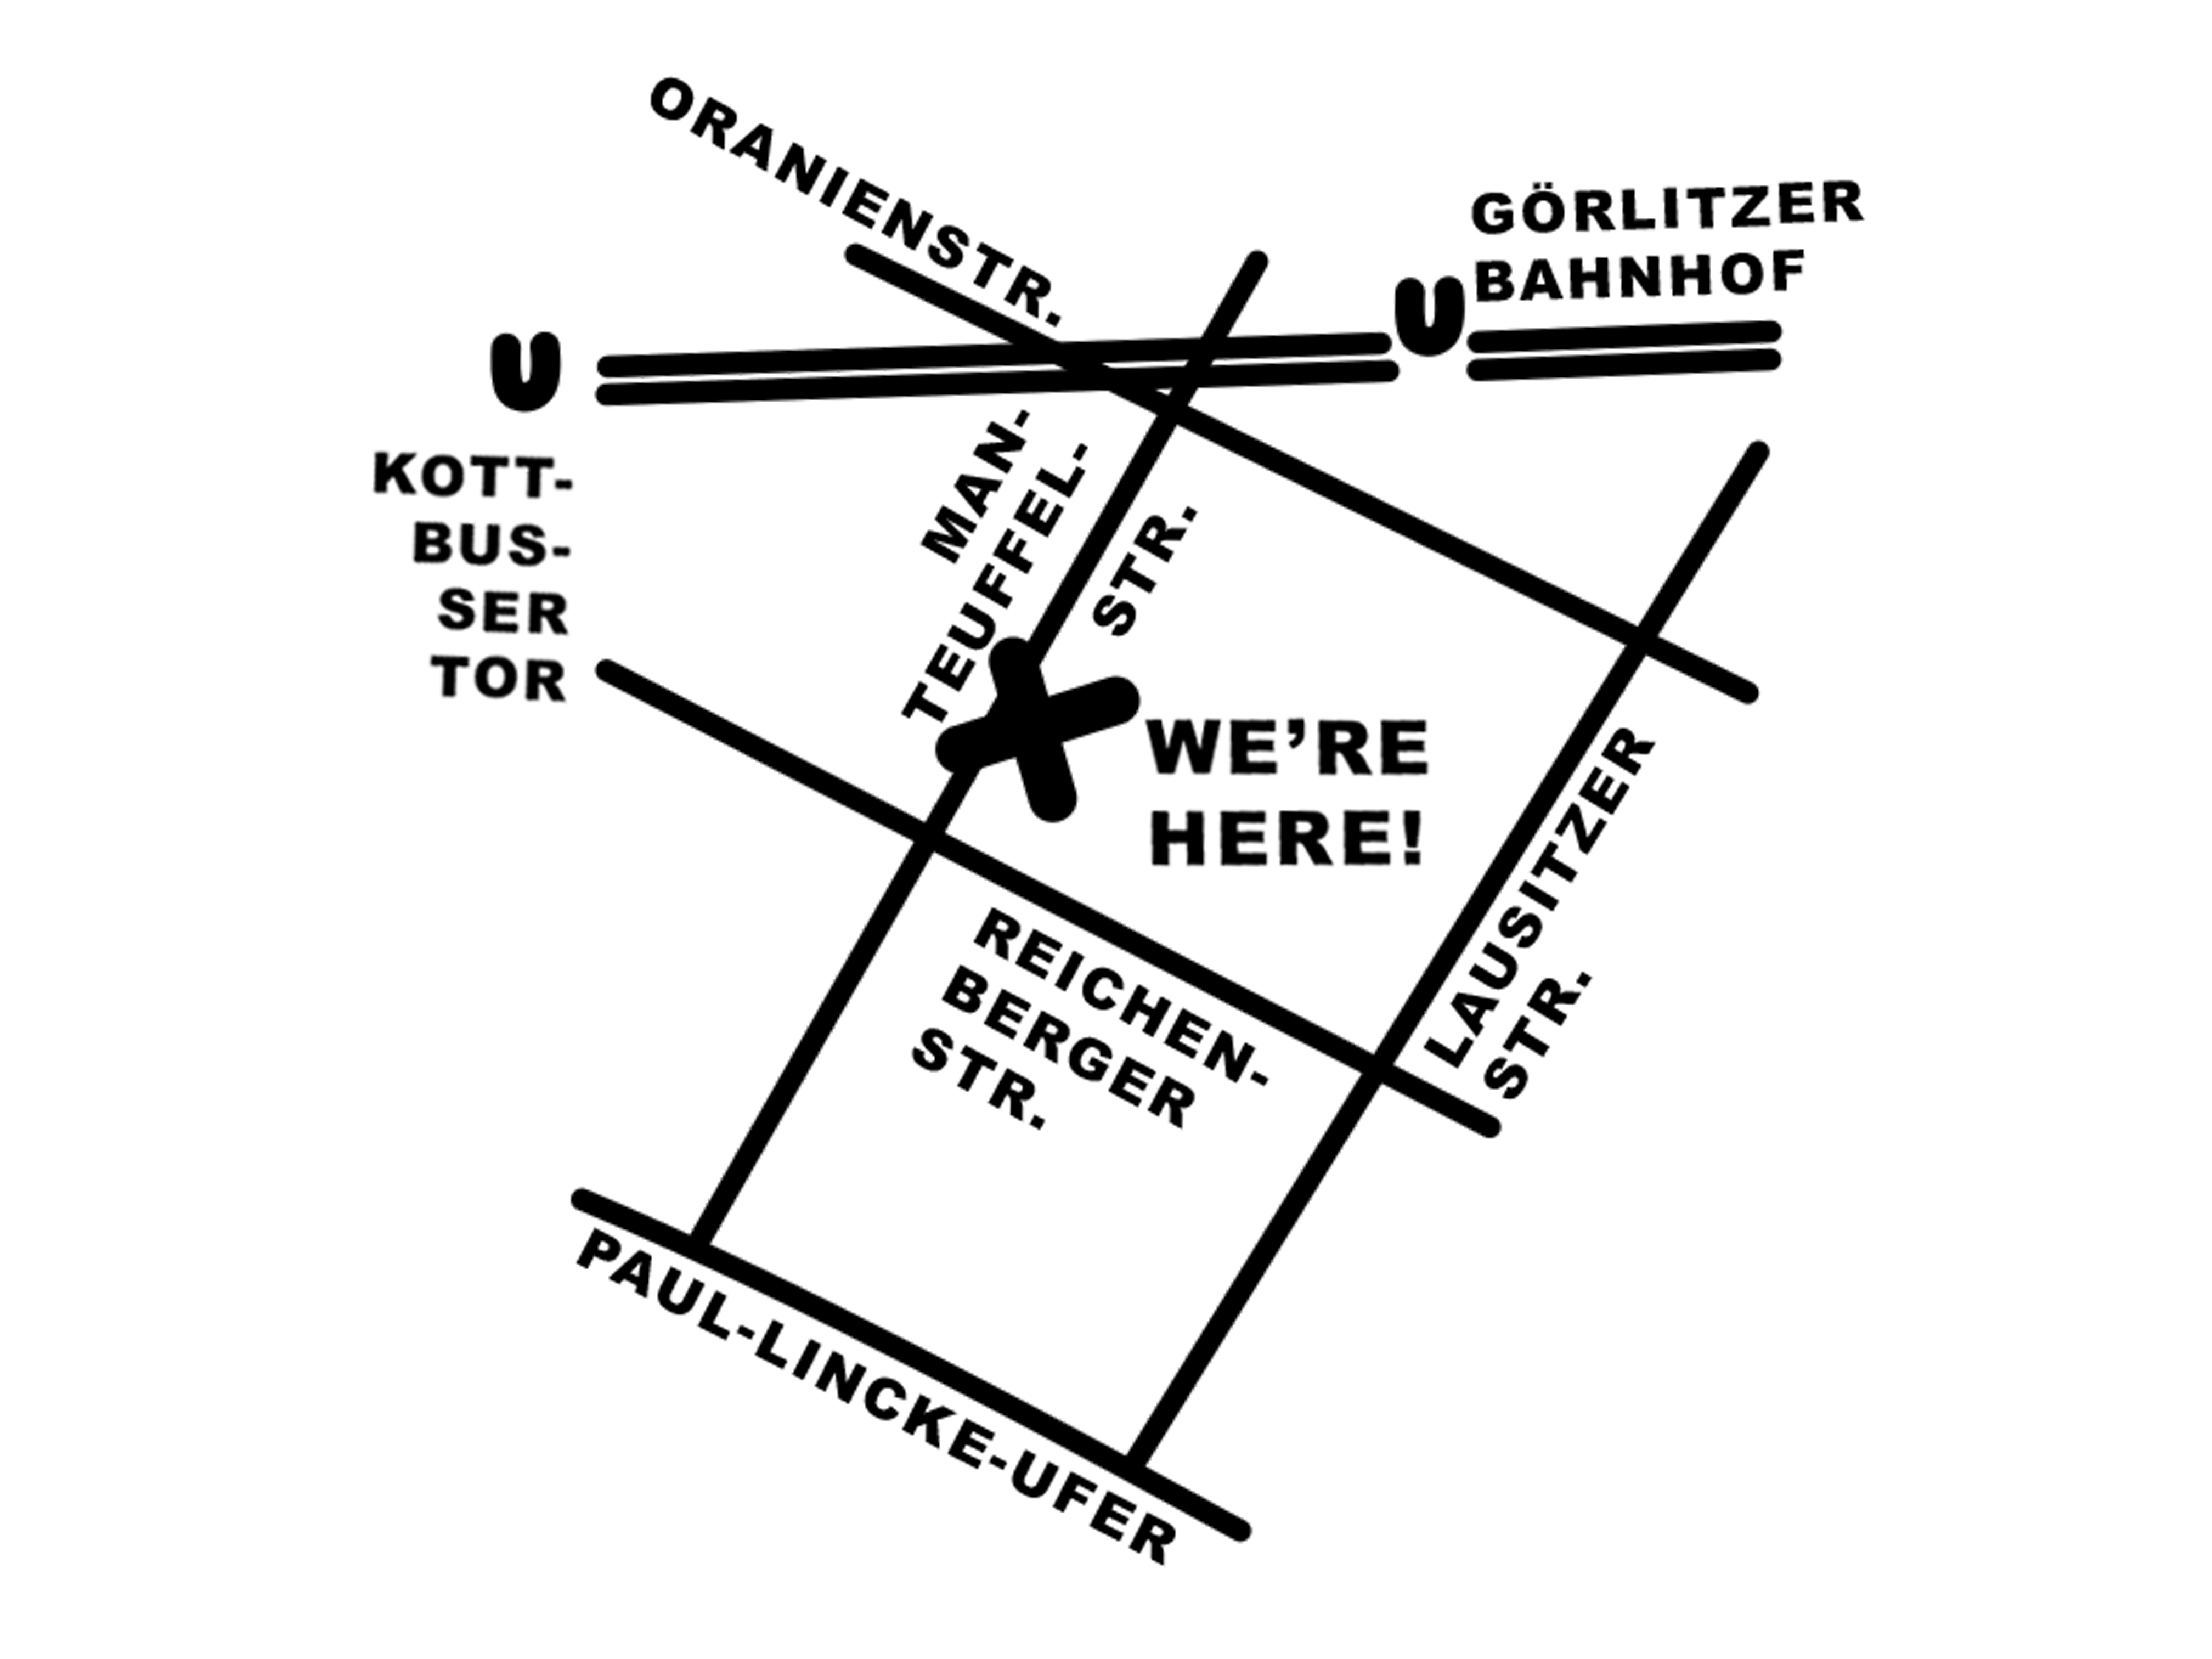 ORANIENSTR.
GÖRLITZER
BAHNHOF
U
U
KOTT-
BUS-
SER
TOR
MAN-
TEUFFEL-
STR.
WE'RE
HERE!
LAUSITZER
STR.
REICHEN-
BERGER
STR.
PAUL-LINCKE-UFER